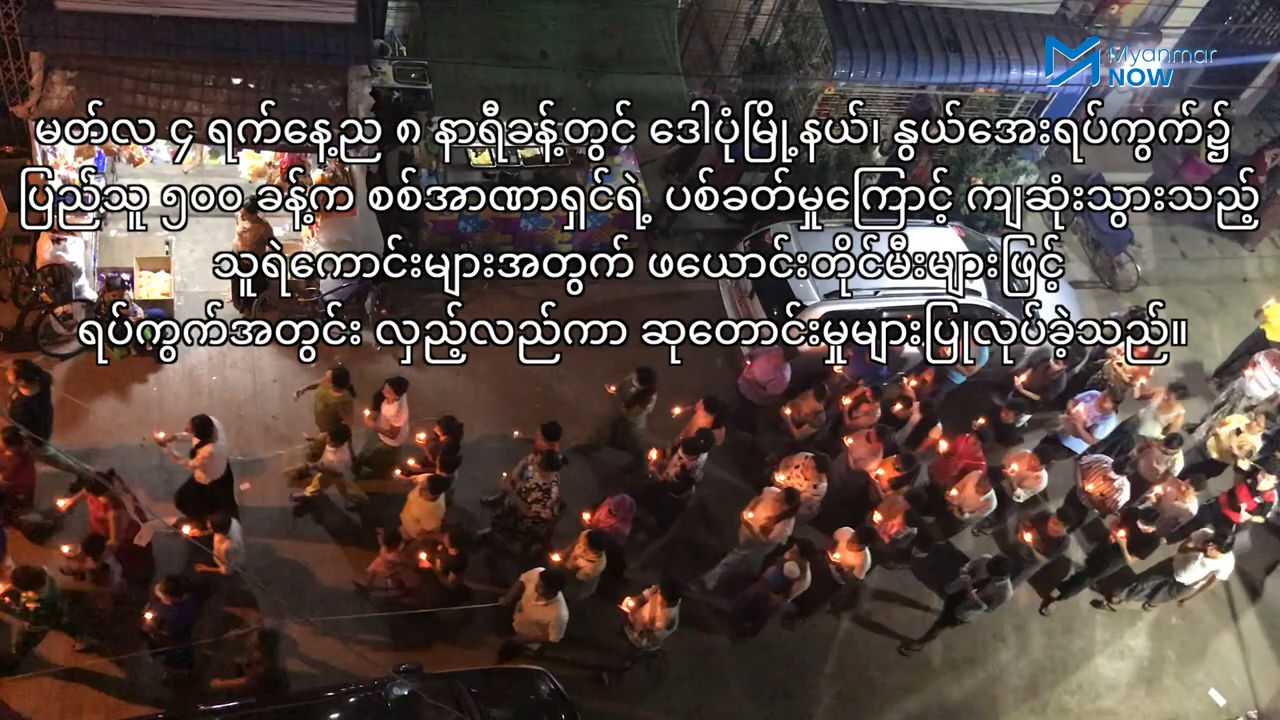 Myanmar
NOW
မတ်လ ၄ ရက်နေ့ည ၈ နာရီခန့်တွင် ဒေါပုံမြို့နယ်၊ နွယ်အေးရပ်ကွက်၌
ပြည်သူ ၅၀၀ ခန့်က စစ်အာဏာရှင်ရဲ့ ပစ်ခတ်မှုကြောင့် ကျဆုံးသွားသည့်
သူရဲကောင်းများအတွက် ဖယောင်းတိုင်မီးများဖြင့်
ရပ်ကွက်အတွင်း လှည့်လည်ကာ ဆုတောင်းမှုများပြုလုပ်ခဲ့သည်။